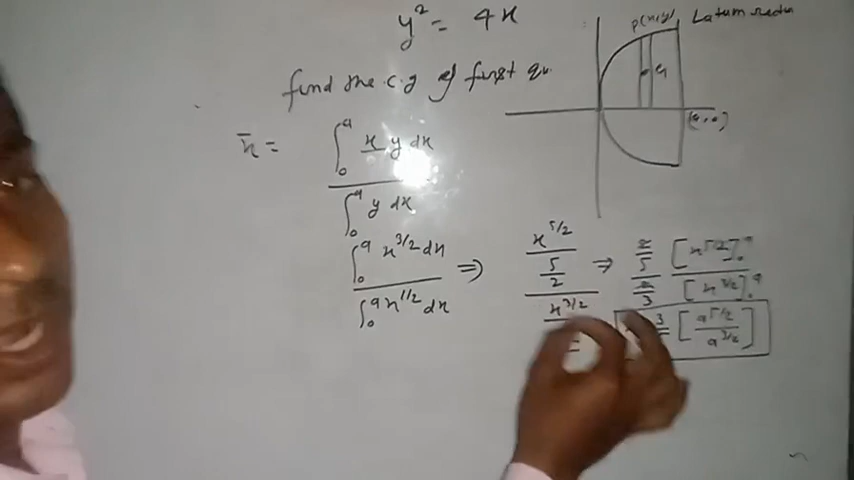 y² = 4x
P(x,y) Latum rectu
find the c.g of first qu.
G
(a,0)
x̄ = ∫₀ᵃ x y dx / ∫₀ᵃ y dx
∫₀ᵃ x^3/2 dx / ∫₀ᵃ x^1/2 dx ⇒ x^5/2 / 5/2 / x^3/2 ⇒ 2/5 [x^5/2]₀ᵃ / 2/3 [x^3/2]₀ᵃ
3 [a^5/2 / a^3/2]